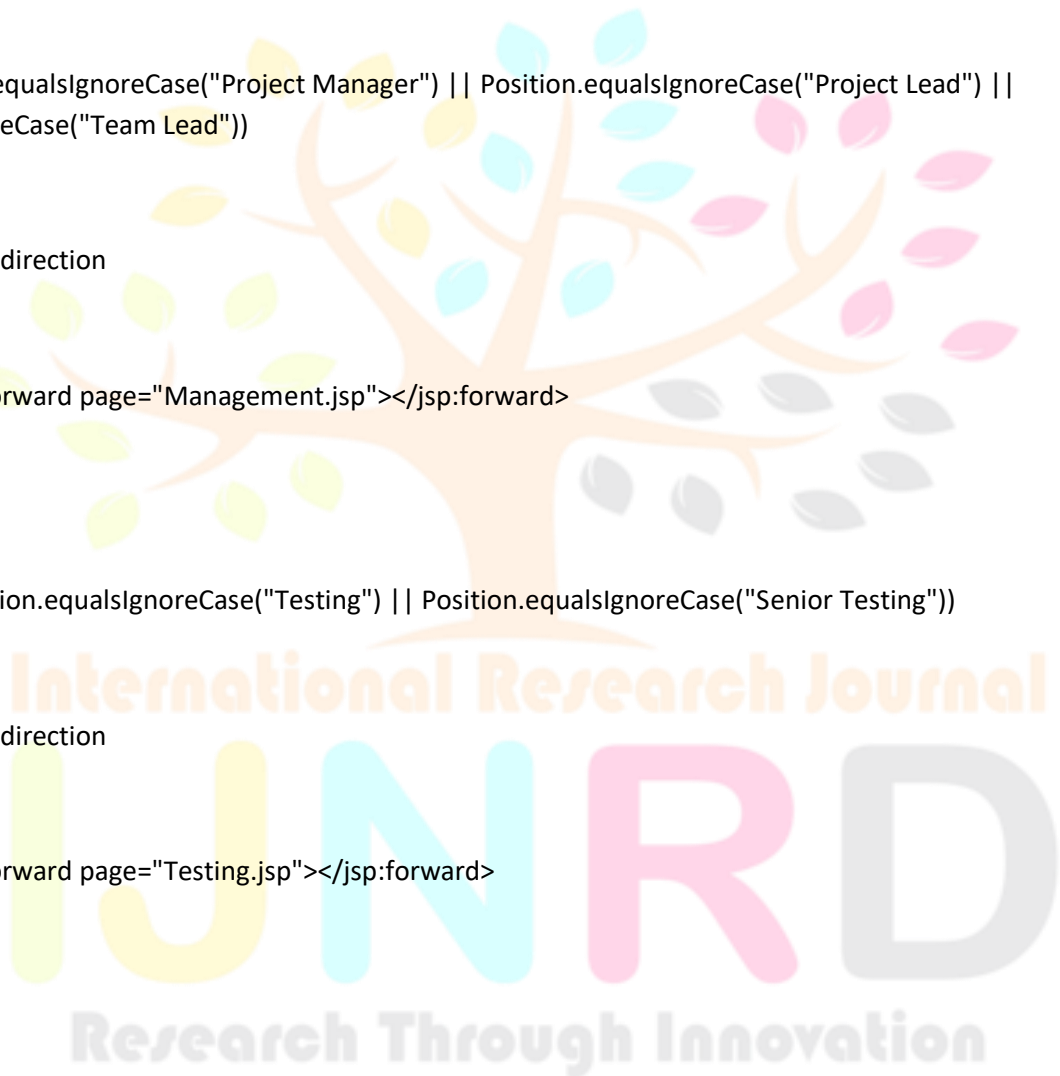 equalsIgnoreCase("Project Manager") || Position.equalsIgnoreCase("Project Lead") ||
eCase("Team Lead"))
direction
rward page="Management.jsp"></jsp:forward>
ion.equalsIgnoreCase("Testing") || Position.equalsIgnoreCase("Senior Testing"))
International Research Journal
direction
rward page="Testing.jsp"></jsp:forward>
IJNRD
Research Through Innovation